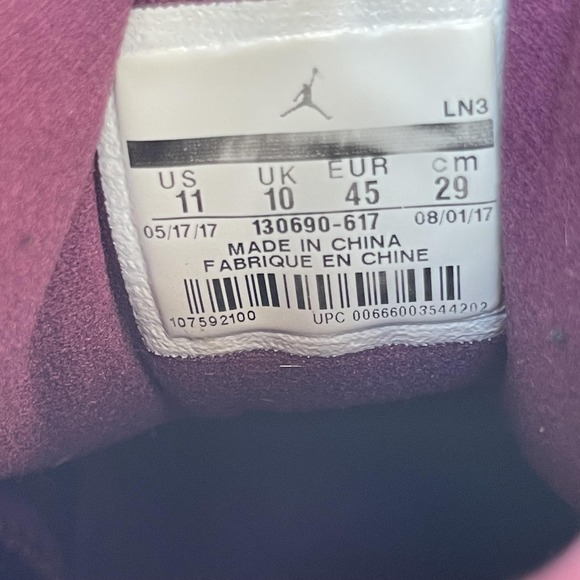 LN3
US UK EUR cm
11 10 45 29
05/17/17 130690-617 08/01/17
MADE IN CHINA
FABRIQUE EN CHINE
107592100 UPC 00666003544202